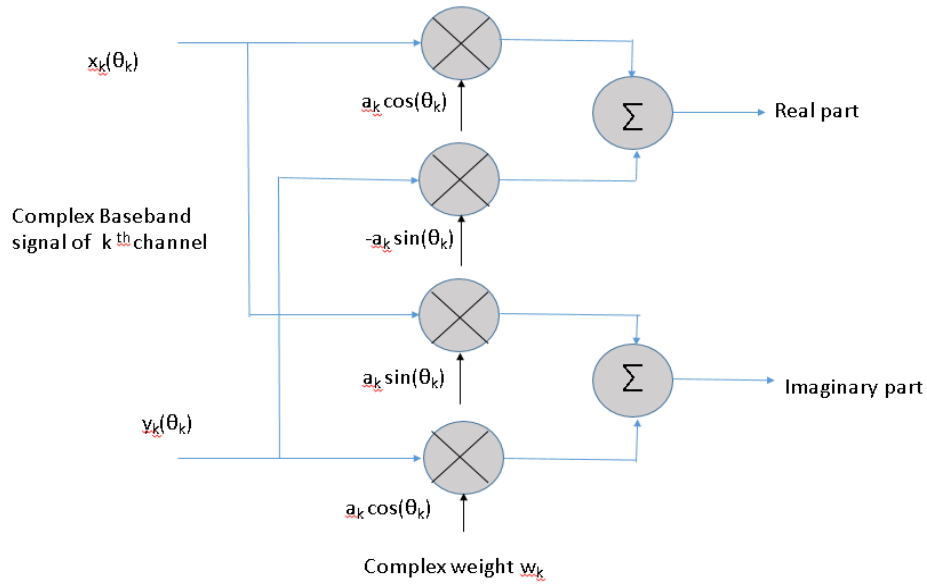 xₖ(θₖ)
aₖ cos(θₖ)
Σ
Real part
Complex Baseband
signal of k ᵗʰ channel
-aₖ sin(θₖ)
aₖ sin(θₖ)
Σ
Imaginary part
yₖ(θₖ)
aₖ cos(θₖ)
Complex weight wₖ